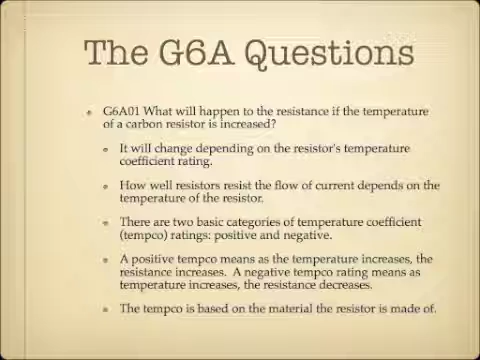 The G6A Questions
G6A01 What will happen to the resistance if the temperature
of a carbon resistor is increased?
It will change depending on the resistor's temperature
coefficient rating.
How well resistors resist the flow of current depends on the
temperature of the resistor.
There are two basic categories of temperature coefficient
(tempco) ratings: positive and negative.
A positive tempco means as the temperature increases, the
resistance increases. A negative tempco rating means as
temperature increases, the resistance decreases.
The tempco is based on the material the resistor is made of.